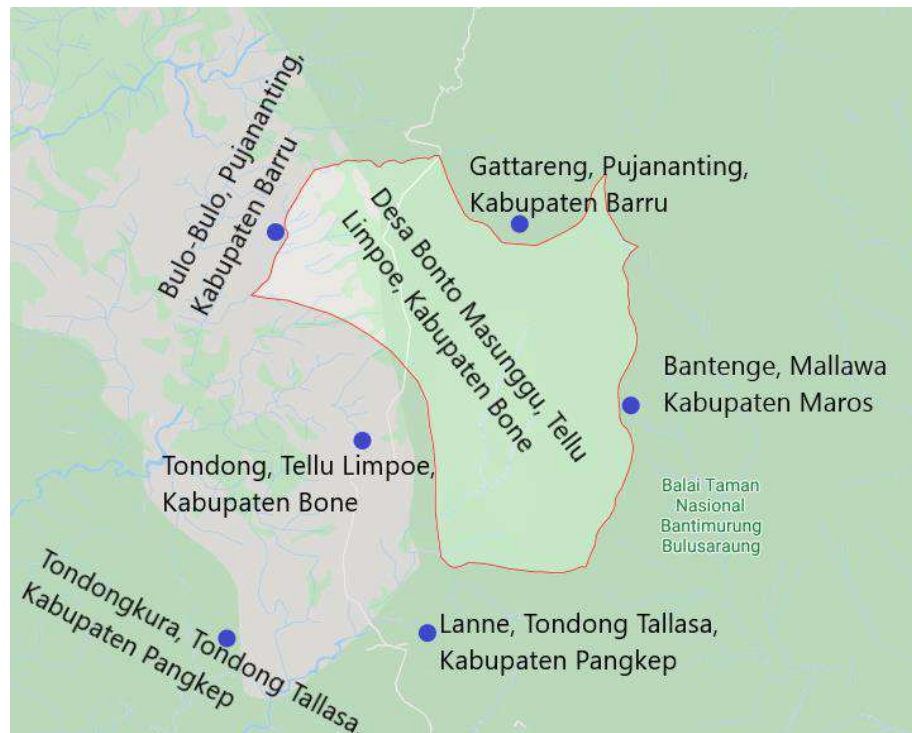 Bulo-Bulo, Pujananting,
Kabupaten Barru
Gattareng, Pujananting,
Kabupaten Barru
Desa Bonto Masunggu, Tellu
Limpoe, Kabupaten Bone
Bantenge, Mallawa
Kabupaten Maros
Tondong, Tellu Limpoe,
Kabupaten Bone
Balai Taman
Nasional
Bantimurung
Bulusaraung
Tondongkura, Tondong Tallasa
Kabupaten Pangkep
Lanne, Tondong Tallasa,
Kabupaten Pangkep